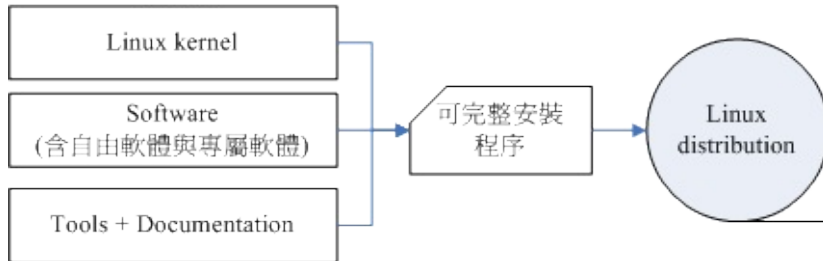 Linux kernel
Software
(含自由軟體與專屬軟體)
Tools + Documentation
可完整安裝
程序
Linux
distribution